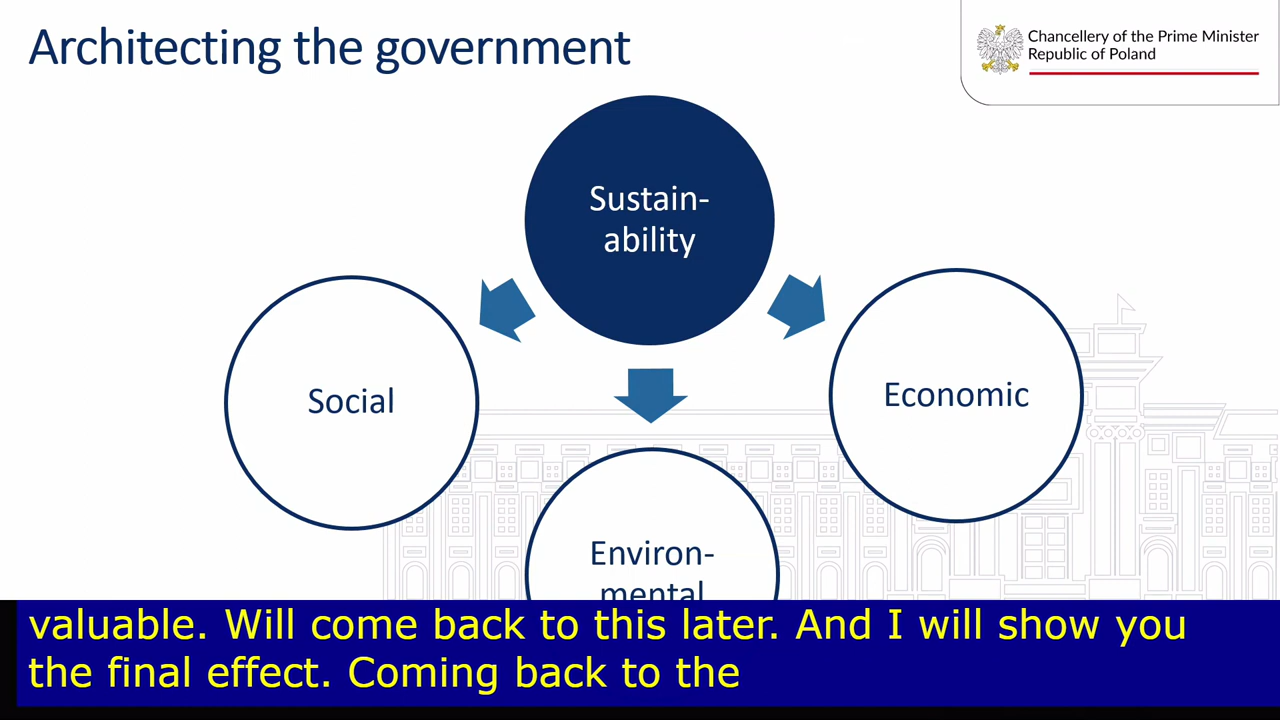 Architecting the government
Chancellery of the Prime Minister
Republic of Poland
Sustain-
ability
Social
Economic
Environ-
mental
valuable. Will come back to this later. And I will show you
the final effect. Coming back to the